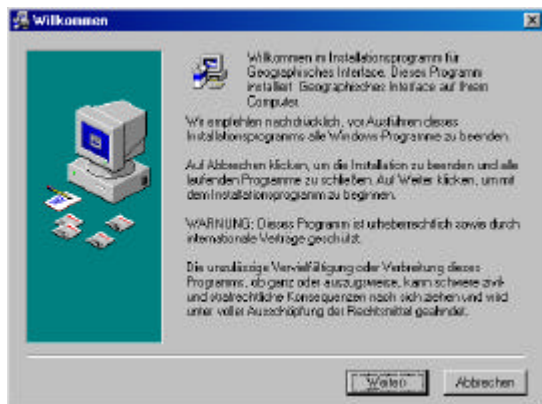 Willkommen
Willkommen im Installationsprogramm für
Geographisches Interface. Dieses Programm
installiert Geographisches Interface auf Ihrem
Computer.
Wir empfehlen nachdrücklich, vor Ausführen dieses
Installationsprogramms alle Windows-Programme zu beenden.
Auf Abbrechen klicken, um die Installation zu beenden und alle
laufenden Programme zu schließen. Auf Weiter klicken, um mit
dem Installationsprogramm zu beginnen.
WARNUNG: Dieses Programm ist urheberrechtlich sowie durch
internationale Verträge geschützt.
Die unzulässige Vervielfältigung oder Verbreitung dieses
Programms, ob ganz oder auszugsweise, kann schwere zivil-
und strafrechtliche Konsequenzen nach sich ziehen und wird
unter voller Ausschöpfung der Rechtsmittel geahndet.
Weiter>
Abbrechen